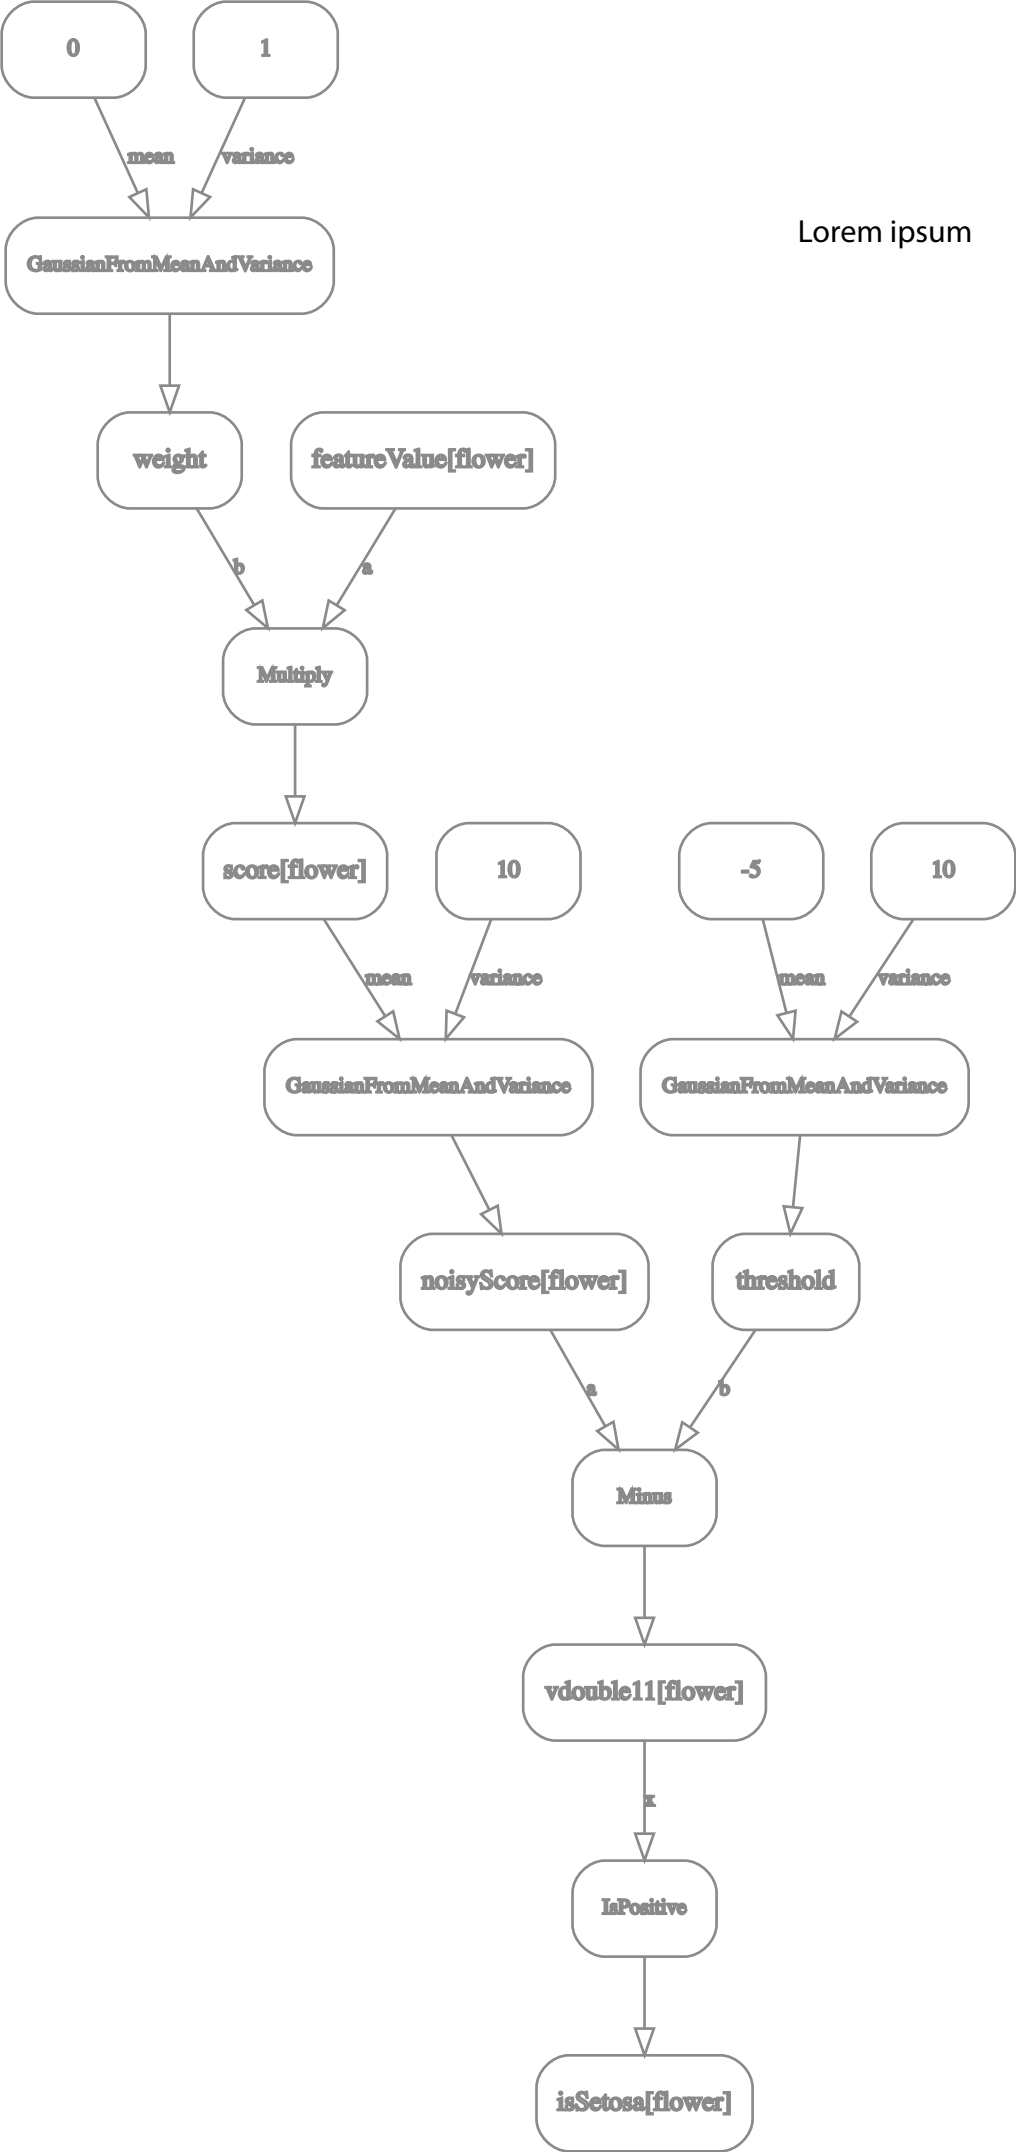 0 1
mean variance
Lorem ipsum
GaussianFromMeanAndVariance
weight featureValue[flower]
b a
Multiply
score[flower] 10 -5 10
mean variance mean variance
GaussianFromMeanAndVariance GaussianFromMeanAndVariance
noisyScore[flower] threshold
a b
Minus
vdouble11[flower]
x
IsPositive
isSetosa[flower]